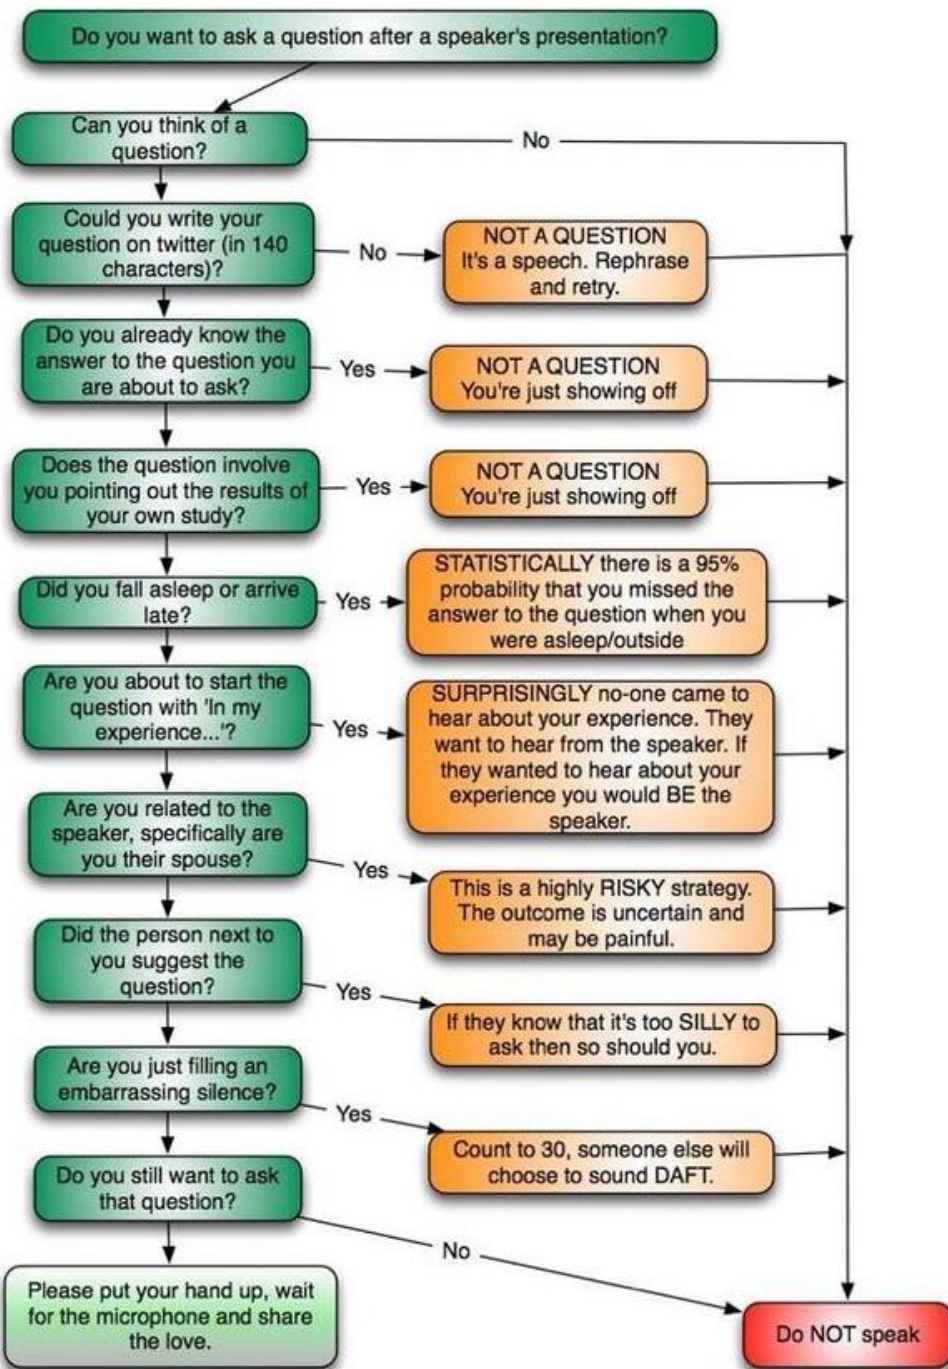 Do you want to ask a question after a speaker's presentation?
Can you think of a
question?
No
Could you write your
question on twitter (in 140
characters)?
No
NOT A QUESTION
It's a speech. Rephrase
and retry.
Do you already know the
answer to the question you
are about to ask?
Yes
NOT A QUESTION
You're just showing off
Does the question involve
you pointing out the results of
your own study?
Yes
NOT A QUESTION
You're just showing off
Did you fall asleep or arrive
late?
Yes
STATISTICALLY there is a 95%
probability that you missed the
answer to the question when you
were asleep/outside
Are you about to start the
question with 'In my
experience...'?
Yes
SURPRISINGLY no-one came to
hear about your experience. They
want to hear from the speaker. If
they wanted to hear about your
experience you would BE the
speaker.
Are you related to the
speaker, specifically are
you their spouse?
Yes
This is a highly RISKY strategy.
The outcome is uncertain and
may be painful.
Did the person next to
you suggest the
question?
Yes
If they know that it's too SILLY to
ask then so should you.
Are you just filling an
embarrassing silence?
Yes
Count to 30, someone else will
choose to sound DAFT.
Do you still want to ask
that question?
No
Please put your hand up, wait
for the microphone and share
the love.
Do NOT speak